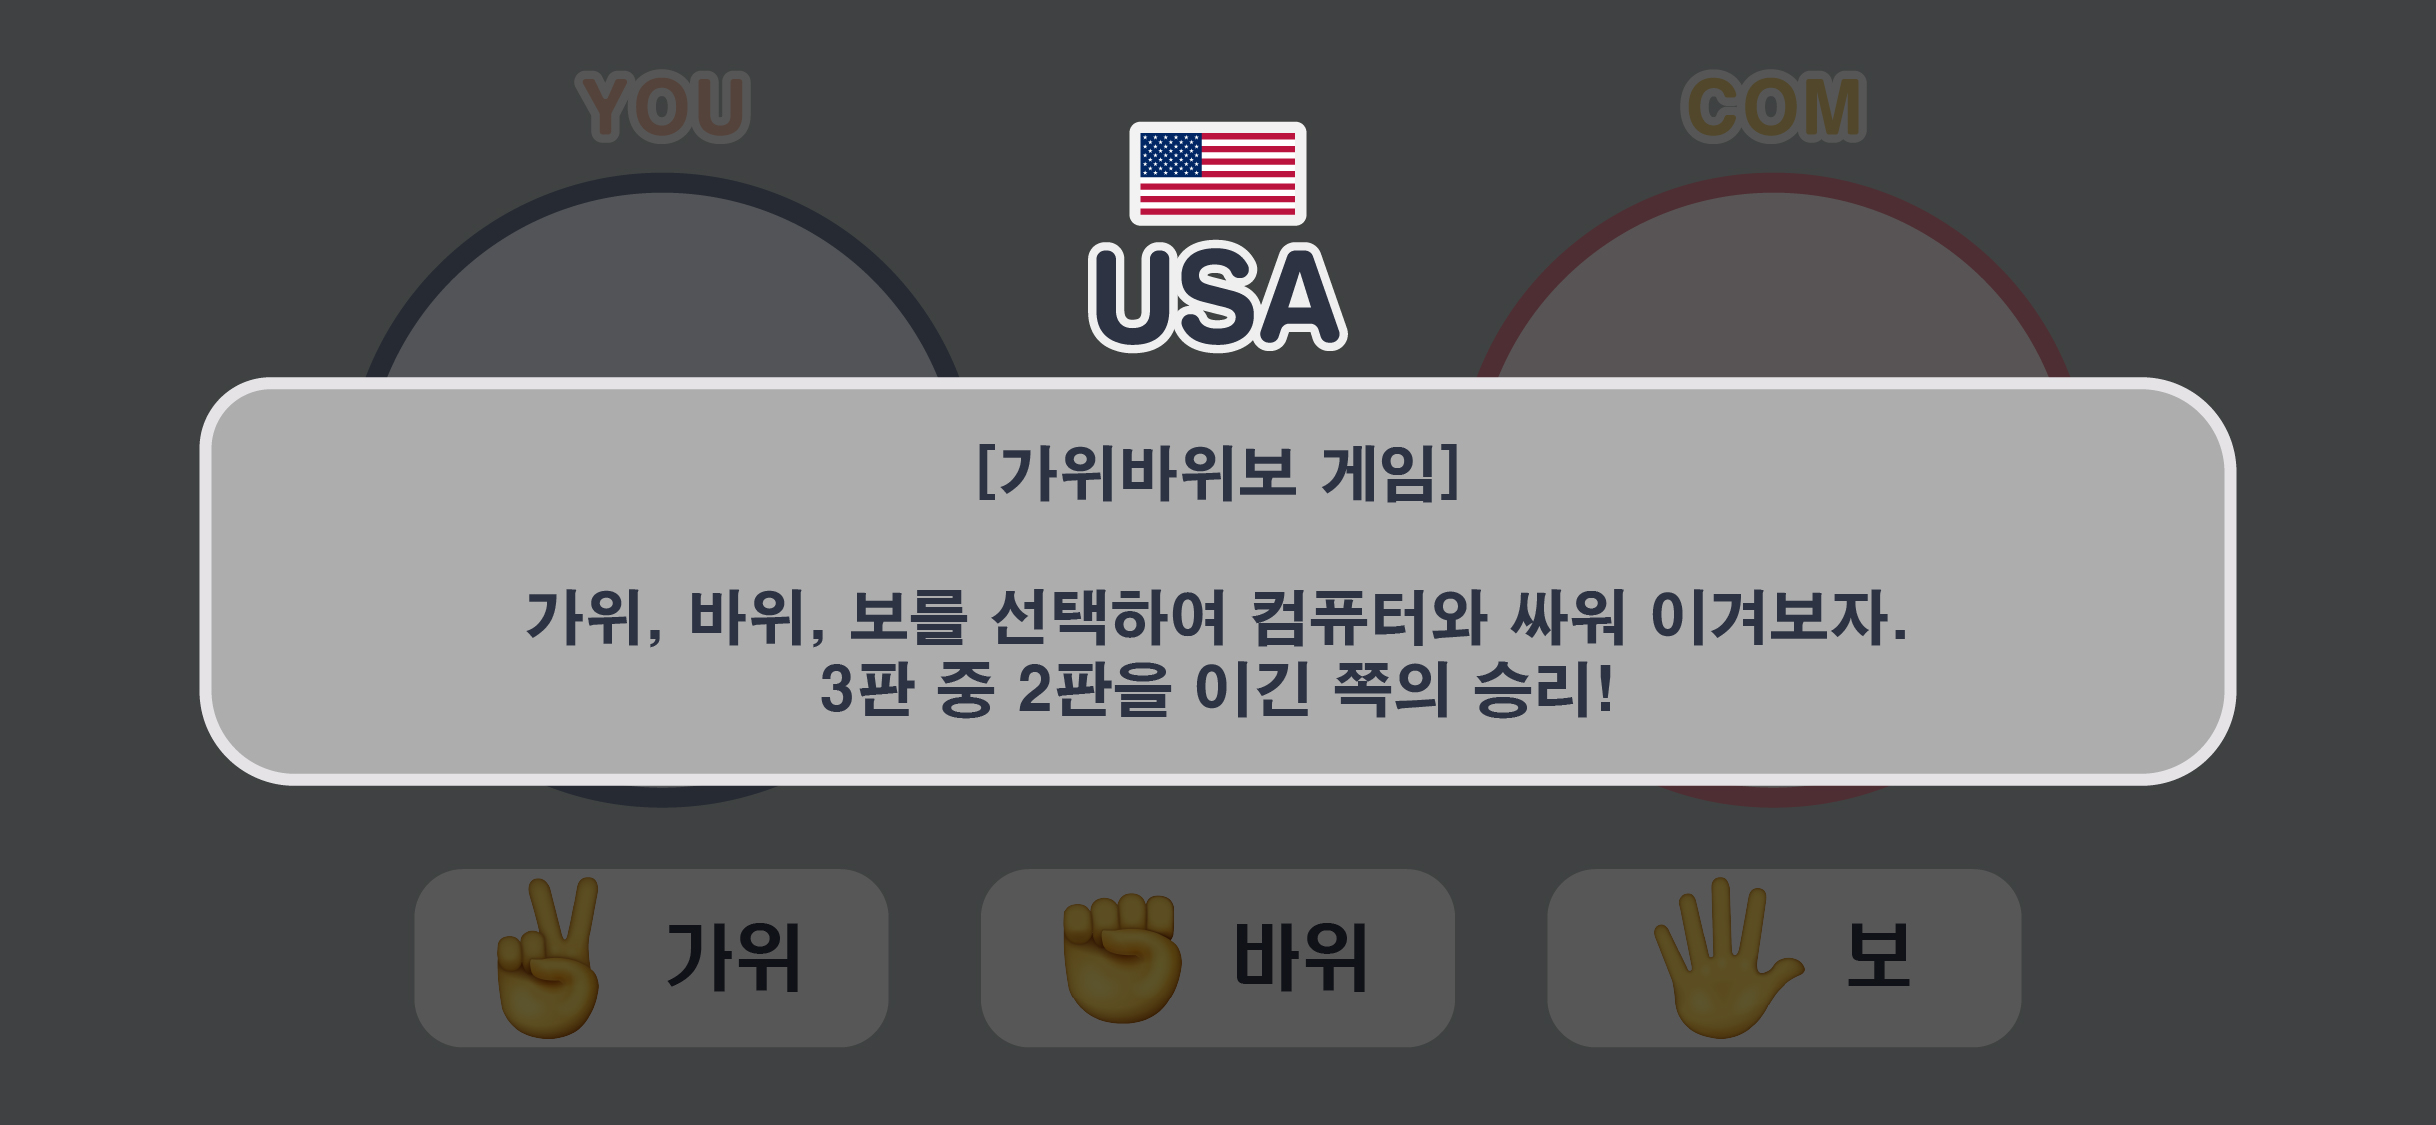 YOU
COM
USA
[가위바위보 게임]
가위, 바위, 보를 선택하여 컴퓨터와 싸워 이겨보자.
3판 중 2판을 이긴 쪽의 승리!
가위
바위
보